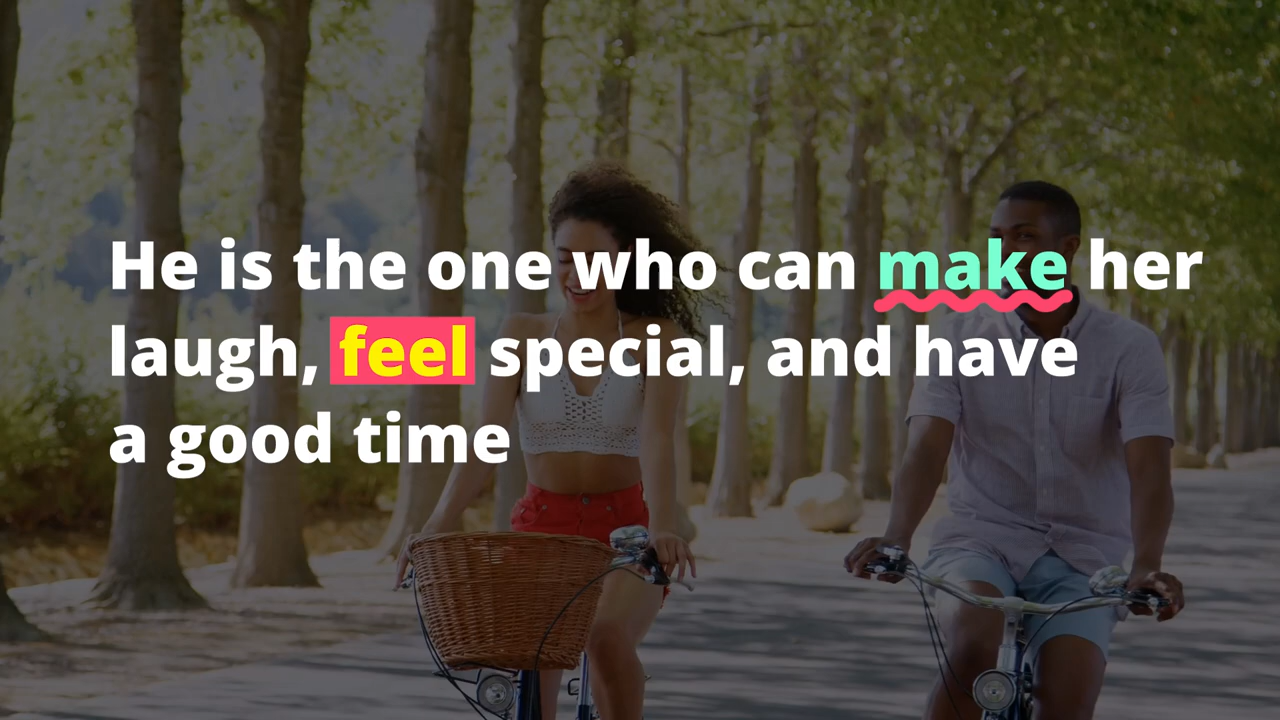 He is the one who can make her
laugh, feel special, and have
a good time